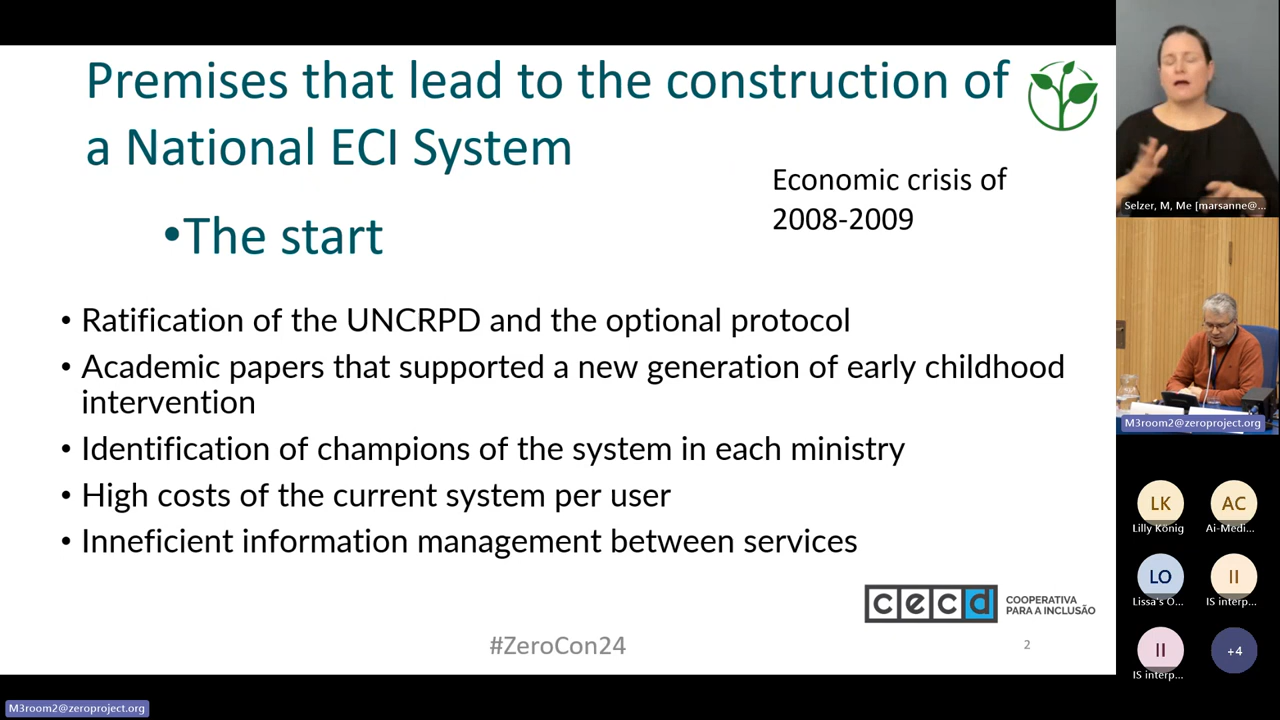 Premises that lead to the construction of
a National ECI System
Economic crisis of
2008-2009
•The start
• Ratification of the UNCRPD and the optional protocol
• Academic papers that supported a new generation of early childhood
intervention
• Identification of champions of the system in each ministry
• High costs of the current system per user
• Inneficient information management between services
cecd
COOPERATIVA
PARA A INCLUSÃO
#ZeroCon24
2
Selzer, M, Me [marsanne@...
M3room2@zeroproject.org
LK
AC
Lilly König
Ai-Medi...
LO
II
Lissa's O...
IS interp...
II
+4
IS interp...
M3room2@zeroproject.org